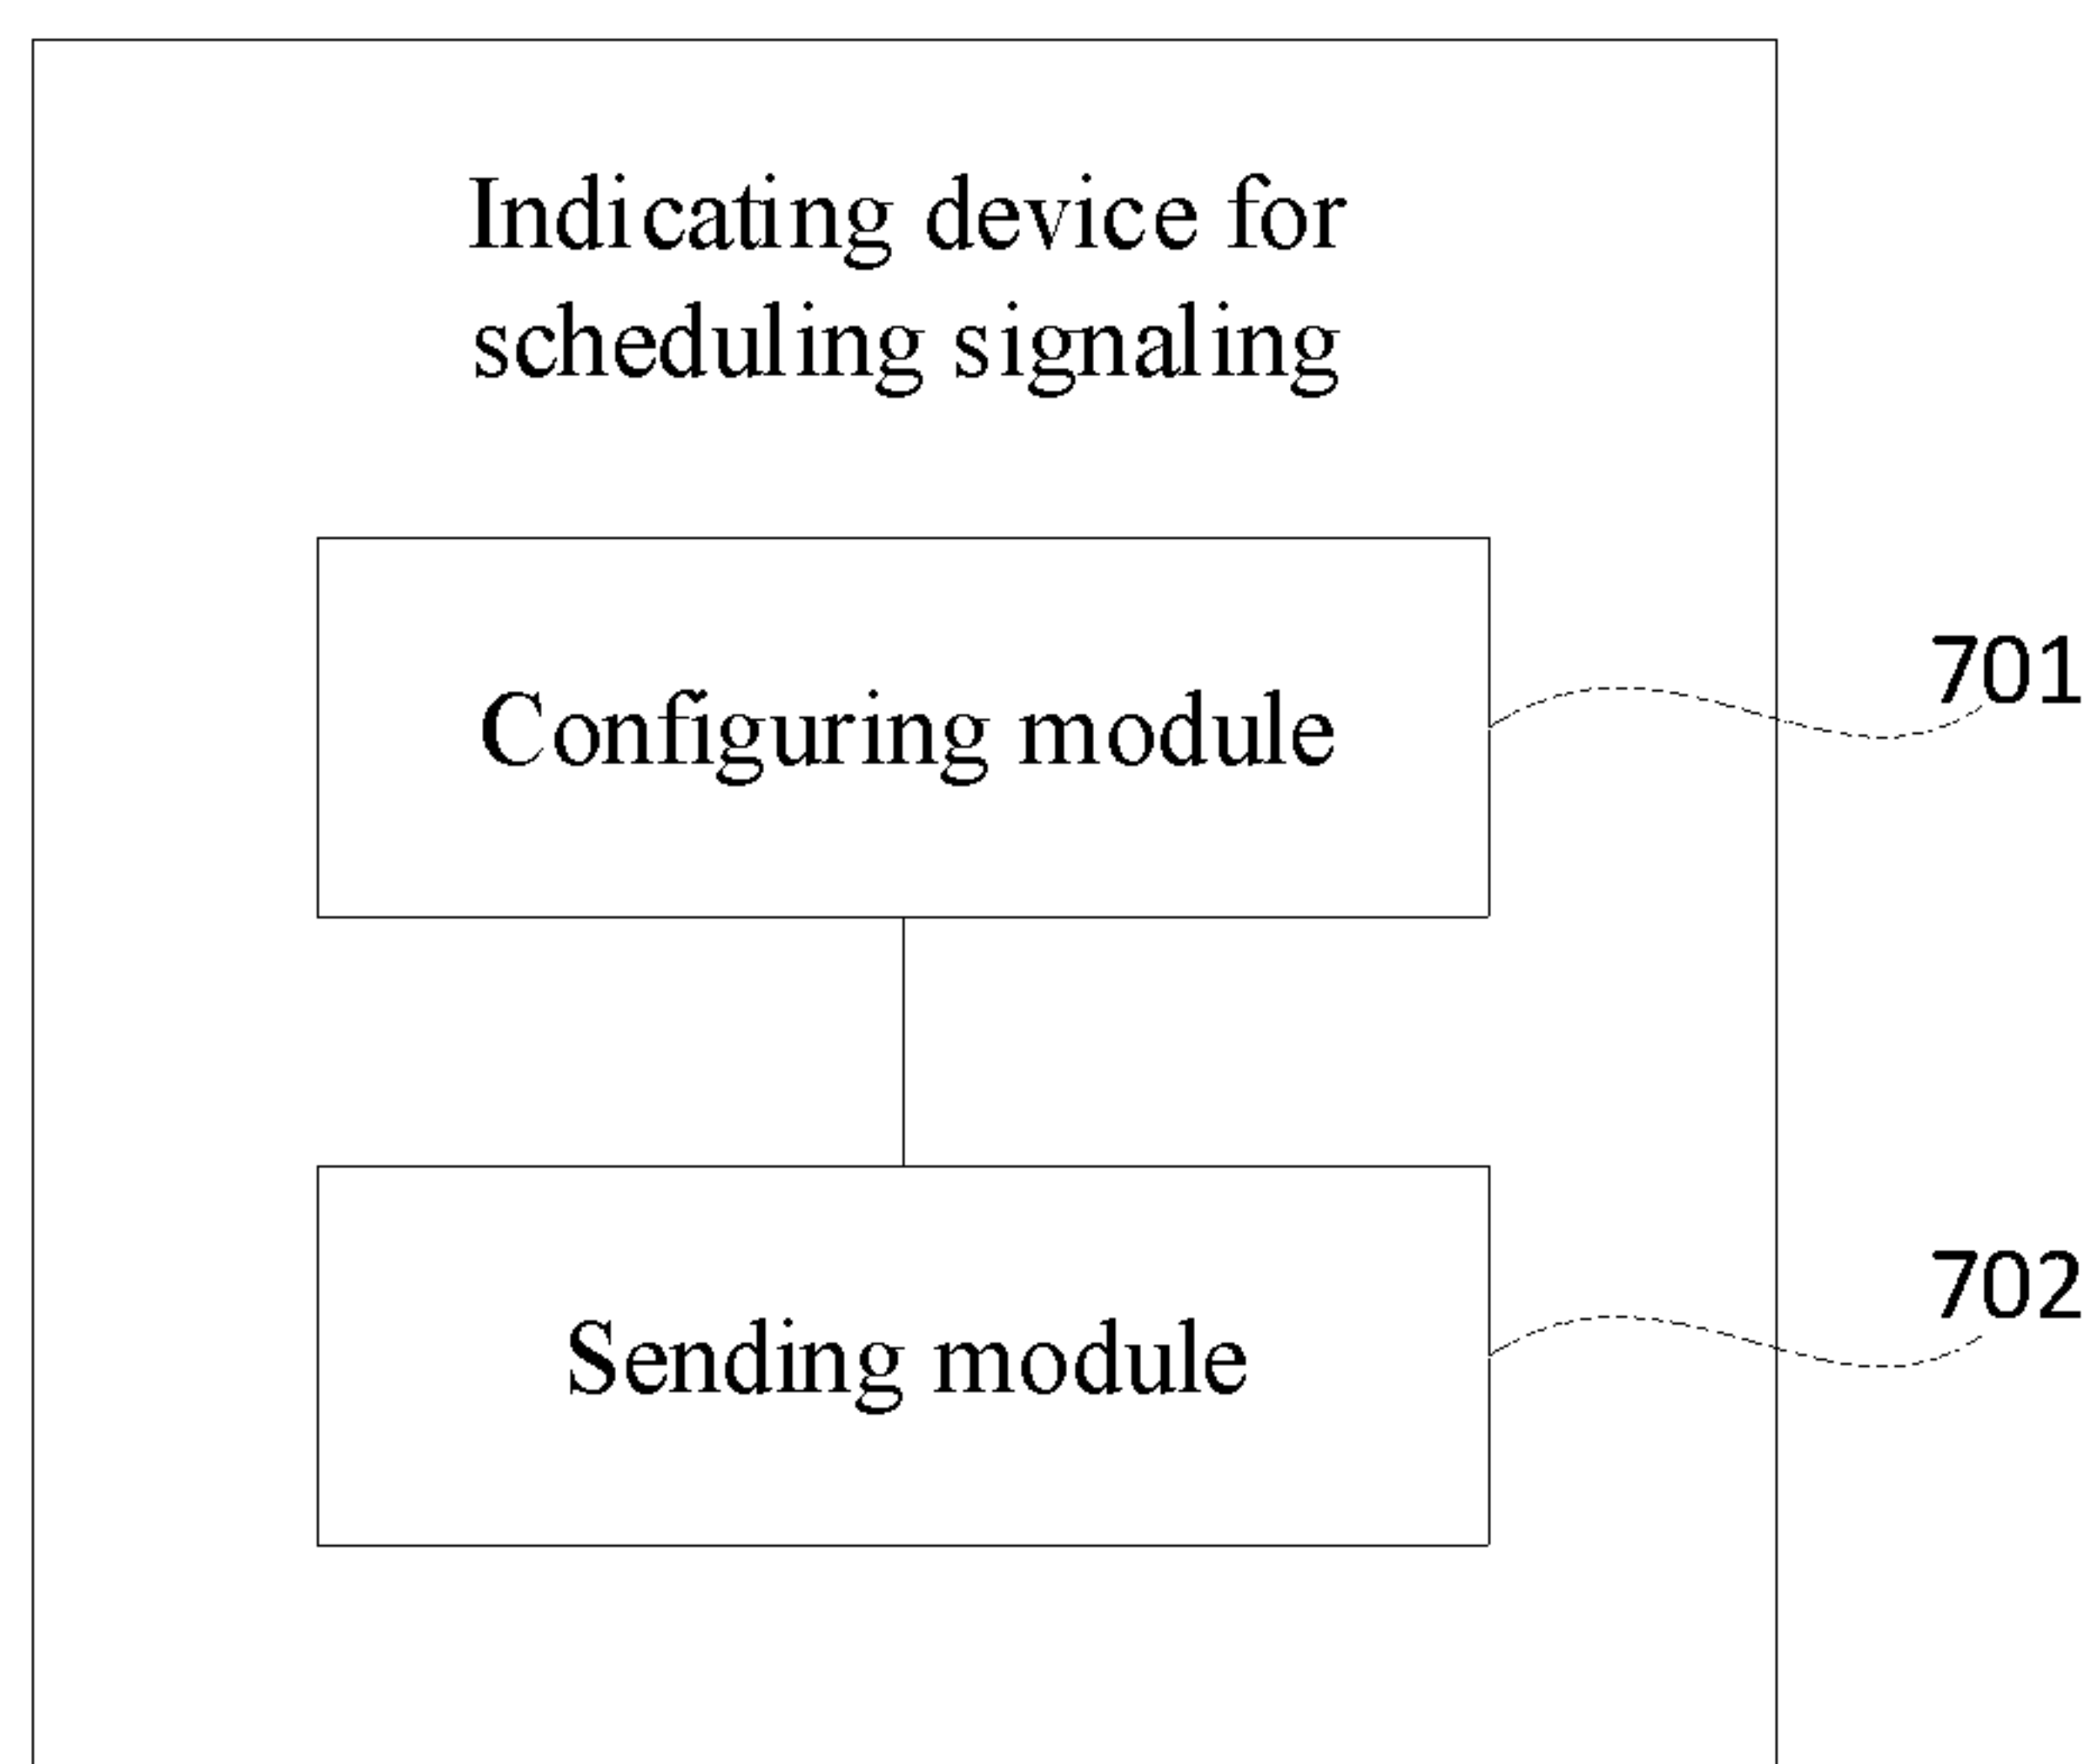 Indicating device for
scheduling signaling
Configuring module
701
Sending module
702